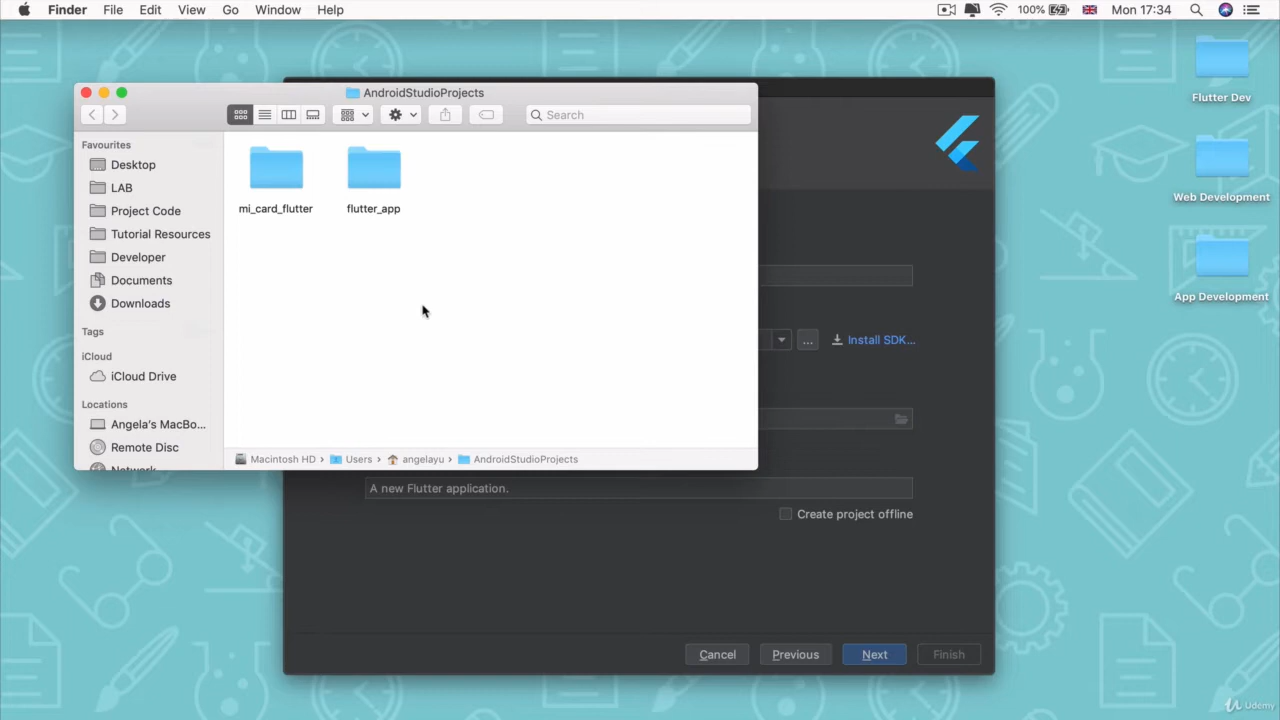 Finder File Edit View Go Window Help
100% Mon 17:34
AndroidStudioProjects
Search
Favourites
Desktop
LAB
Project Code
Tutorial Resources
Developer
Documents
Downloads
Tags
iCloud
iCloud Drive
Locations
Angela's MacBo...
Remote Disc
Network
mi_card_flutter
flutter_app
Macintosh HD › Users › angelayu › AndroidStudioProjects
... Install SDK...
A new Flutter application.
Create project offline
Cancel Previous Next Finish
Flutter Dev
Web Development
App Development
Udemy